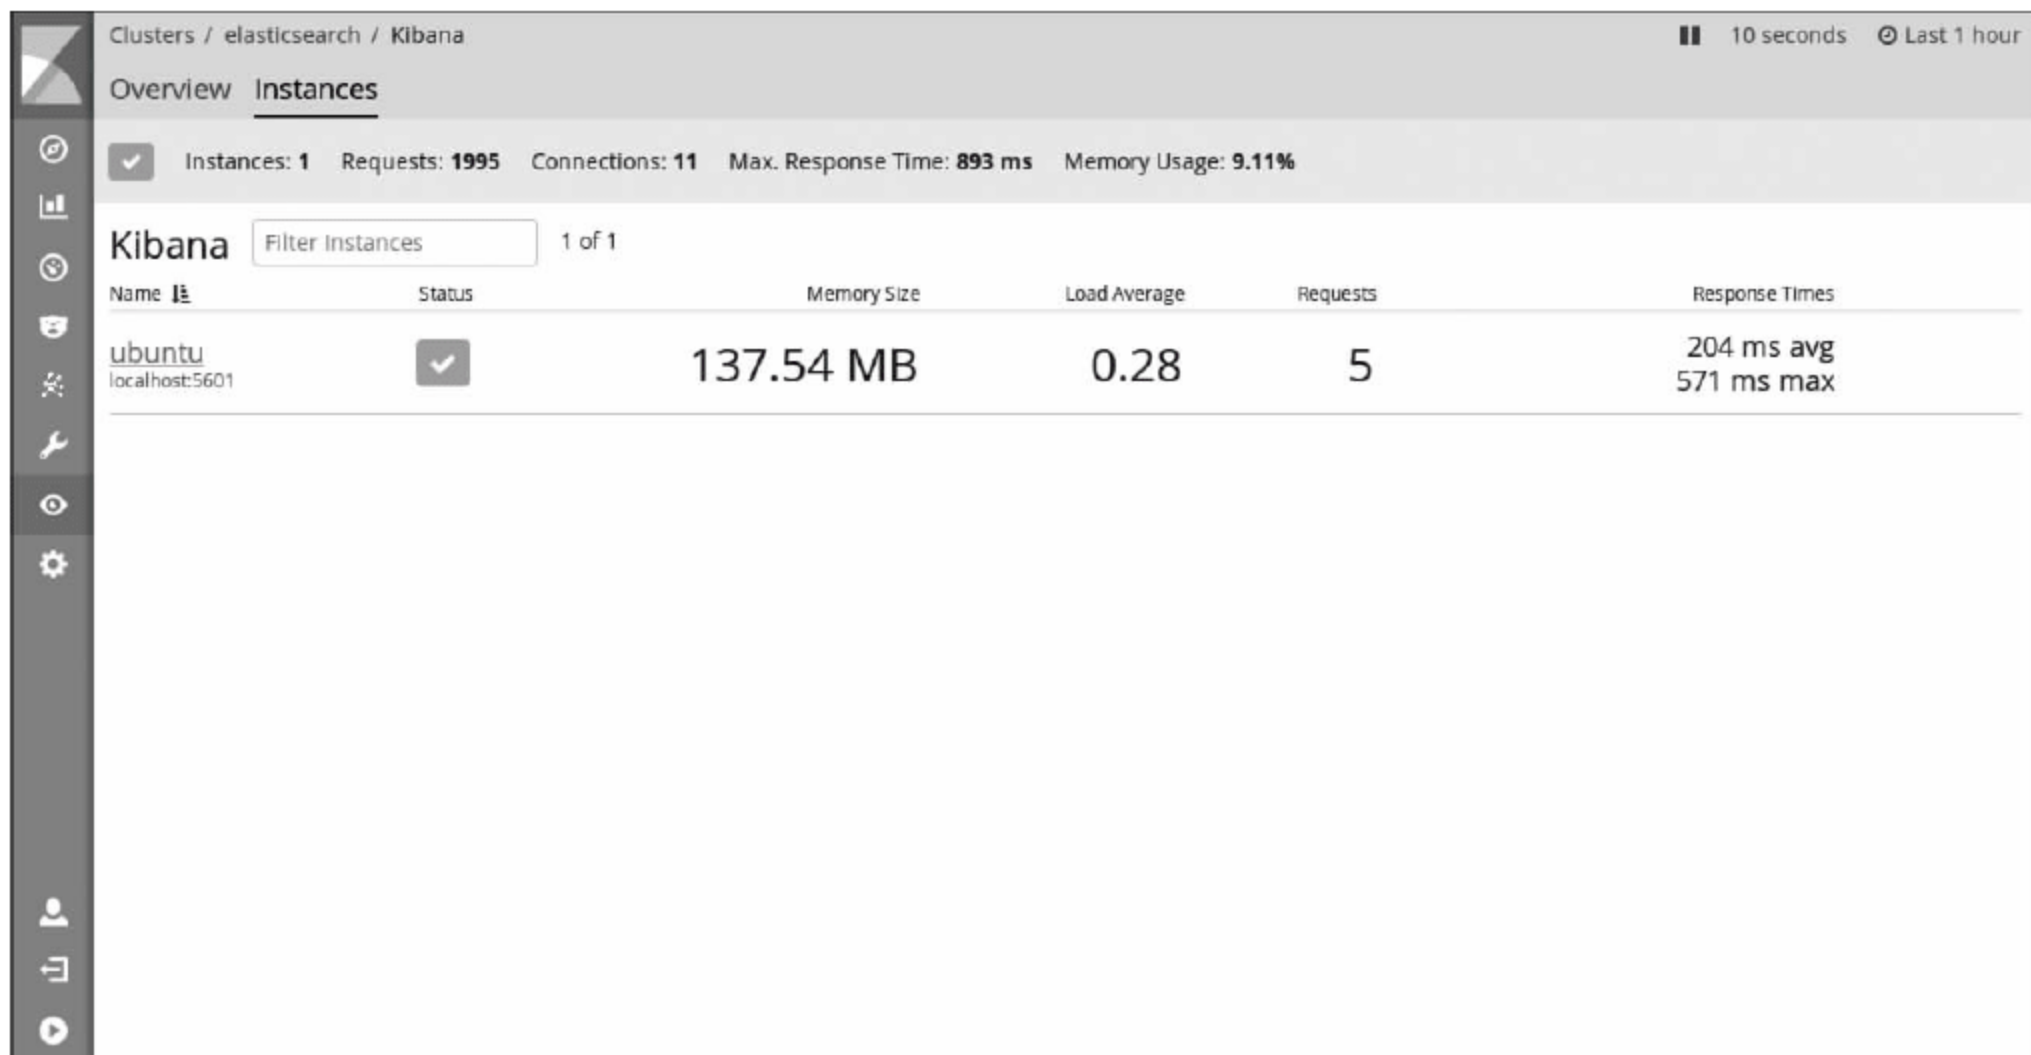 Clusters / elasticsearch / Kibana
10 seconds Last 1 hour
Overview Instances
Instances: 1 Requests: 1995 Connections: 11 Max. Response Time: 893 ms Memory Usage: 9.11%
Kibana Filter Instances 1 of 1
Name Status Memory Size Load Average Requests Response Times
ubuntu 137.54 MB 0.28 5 204 ms avg
localhost:5601 571 ms max